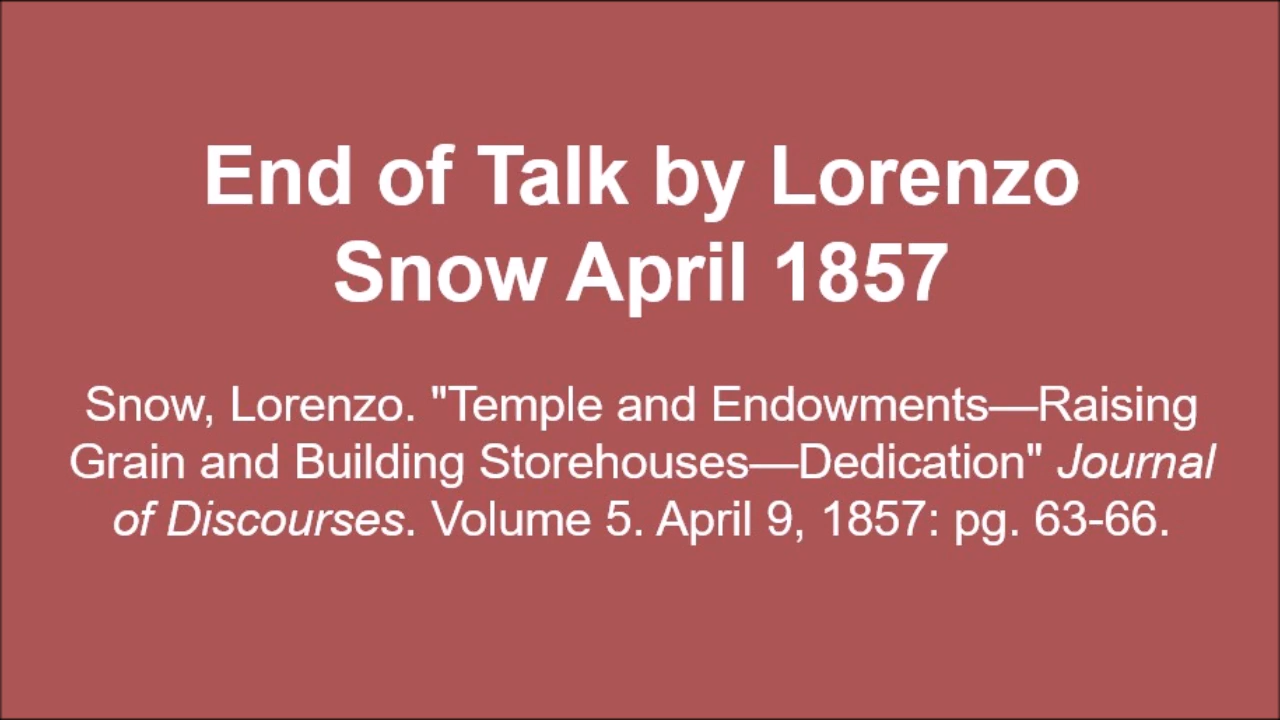 End of Talk by Lorenzo
Snow April 1857
Snow, Lorenzo. "Temple and Endowments—Raising
Grain and Building Storehouses—Dedication" Journal
of Discourses. Volume 5. April 9, 1857: pg. 63-66.